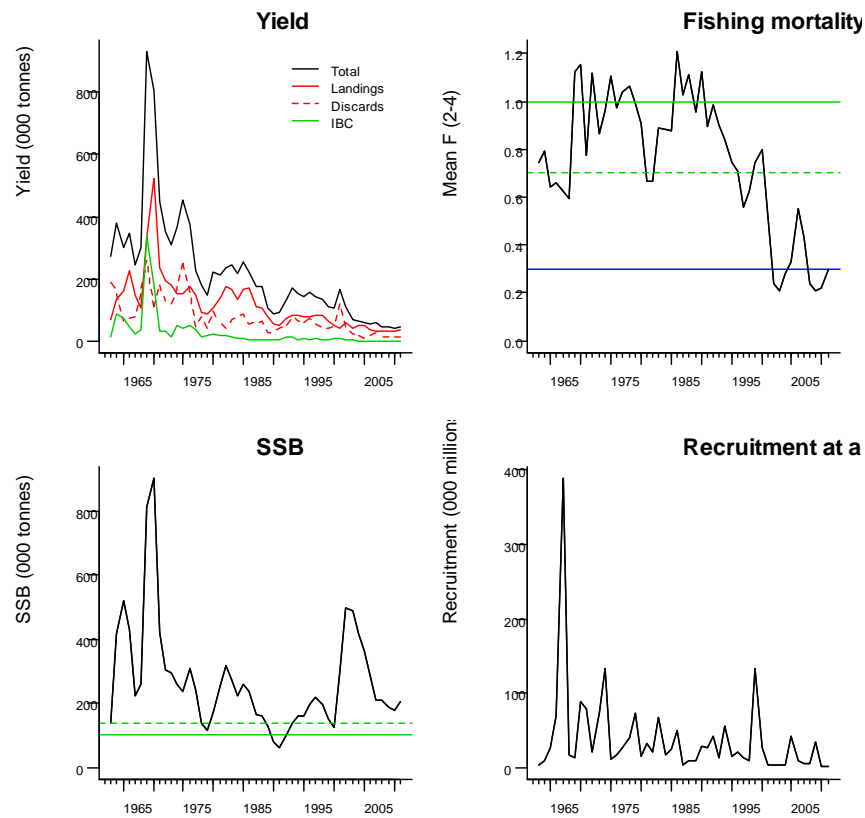 Yield
Yield (000 tonnes)
800
600
400
200
0
Total
Landings
Discards
IBC
1965 1975 1985 1995 2005
Fishing mortality
Mean F (2-4)
1.2
1.0
0.8
0.6
0.4
0.2
0.0
1965 1975 1985 1995 2005
SSB
SSB (000 tonnes)
800
600
400
200
0
1965 1975 1985 1995 2005
Recruitment at a
Recruitment (000 millions
400
300
200
100
0
1965 1975 1985 1995 2005